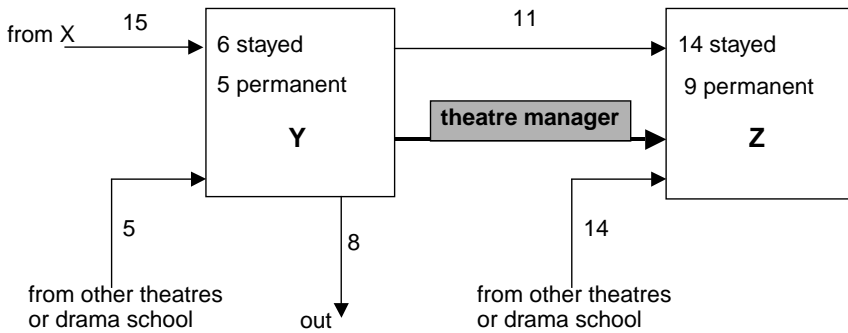 15
from X
6 stayed
5 permanent
Y
11
theatre manager
14 stayed
9 permanent
Z
5
8
14
from other theatres
or drama school
out
from other theatres
or drama school